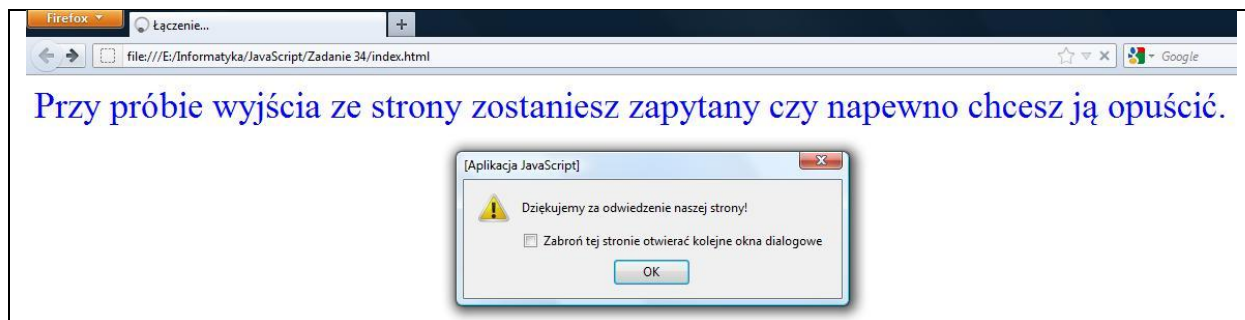 Firefox
Łączenie...
file:///E:/Informatyka/JavaScript/Zadanie 34/index.html
Google
Przy próbie wyjścia ze strony zostaniesz zapytany czy napewno chcesz ją opuścić.
[Aplikacja JavaScript]
Dziękujemy za odwiedzenie naszej strony!
Zabroń tej stronie otwierać kolejne okna dialogowe
OK